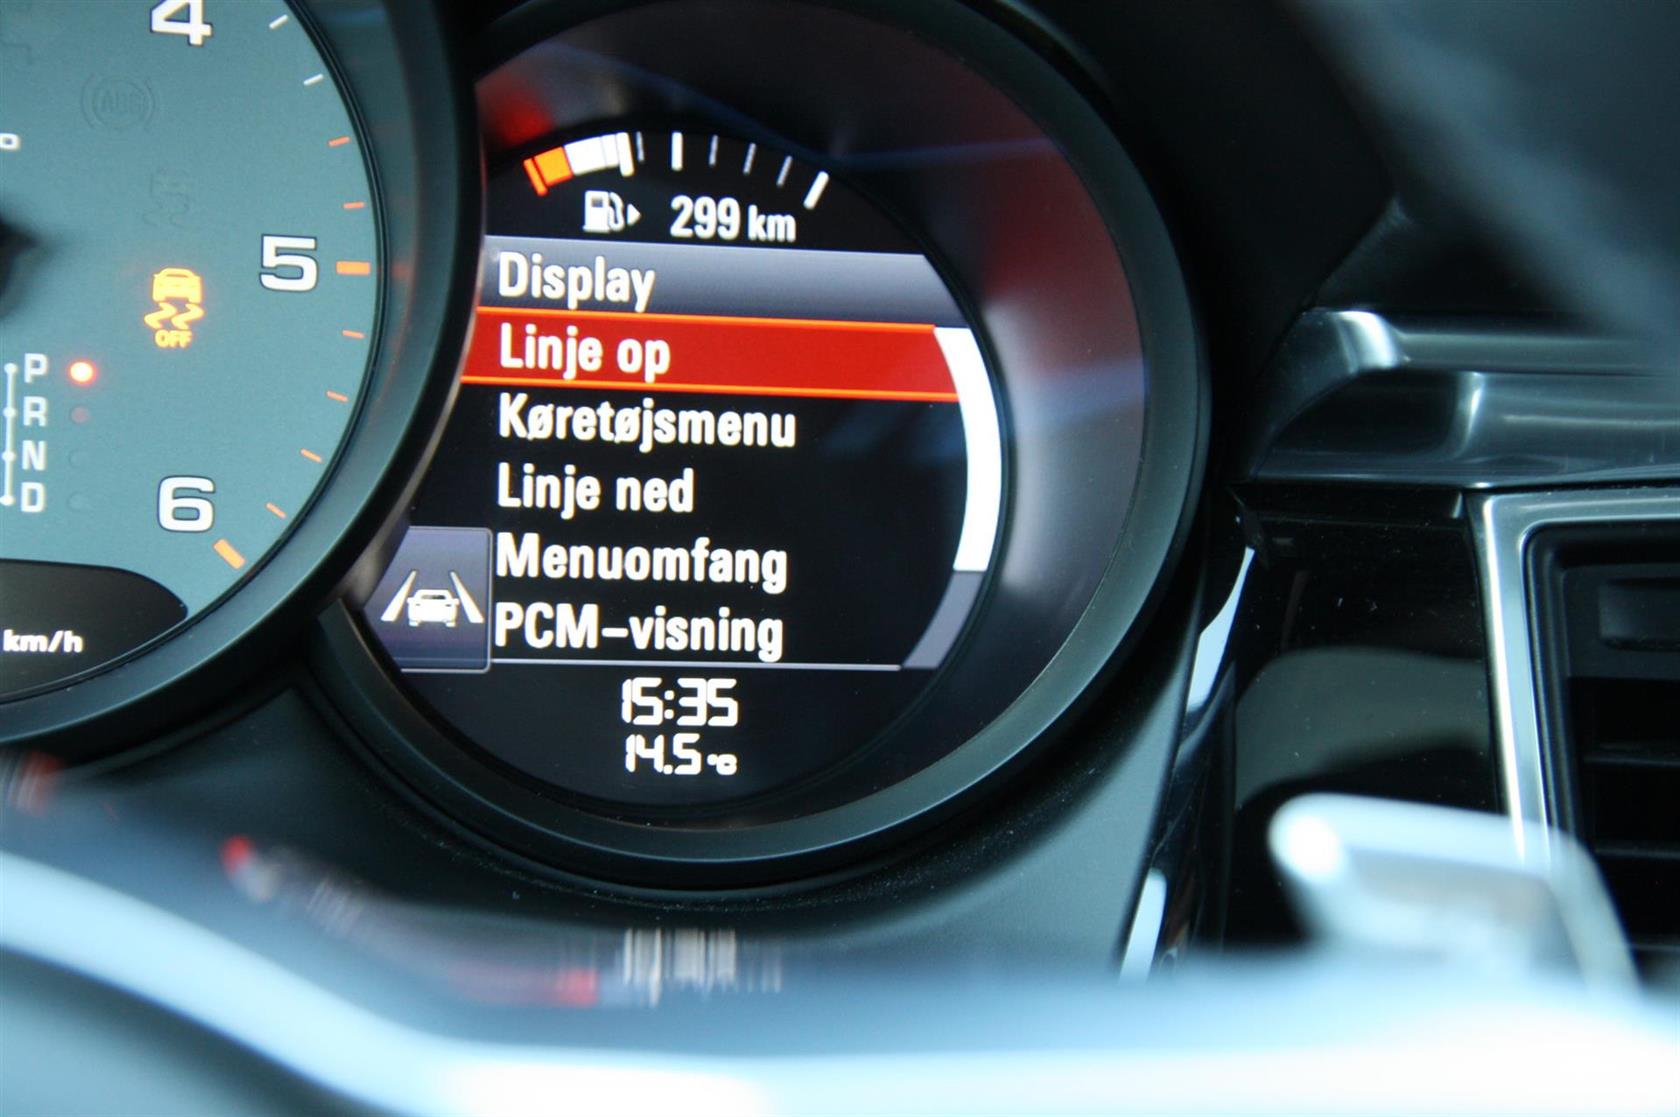 4
5
6
OFF
P
R
N
D
km/h
299 km
Display
Linje op
Køretøjsmenu
Linje ned
Menuomfang
PCM-visning
15:35
14.5°C
ABS